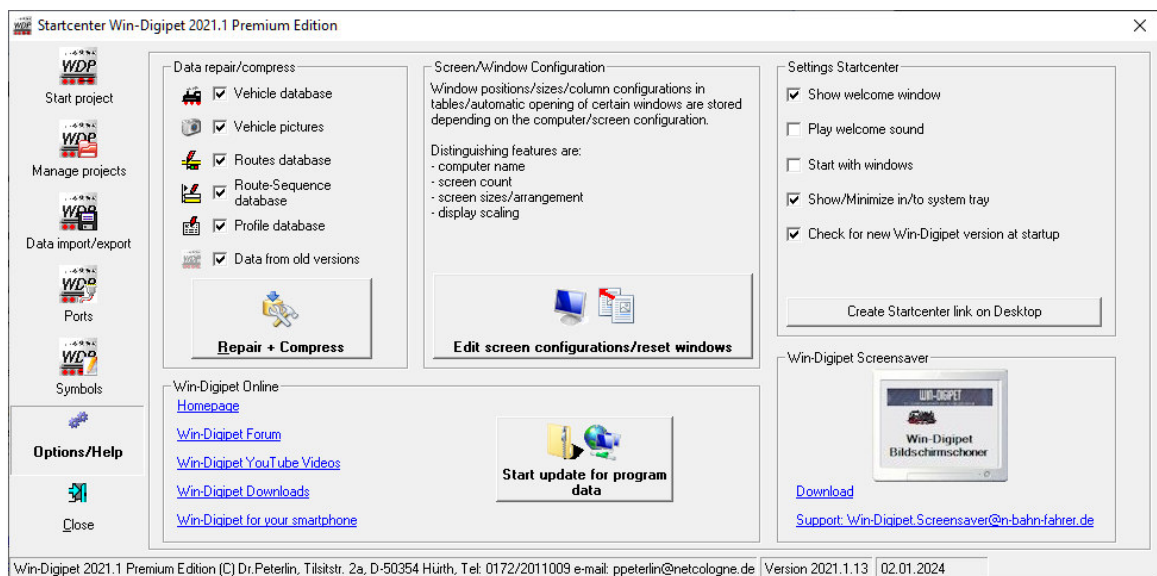 Startcenter Win-Digipet 2021.1 Premium Edition
WDP
Start project
WDP
Manage projects
WDP
Data import/export
WDP
Ports
WDP
Symbols
Options/Help
Close
Data repair/compress
Vehicle database
Vehicle pictures
Routes database
Route-Sequence
database
Profile database
Data from old versions
Repair + Compress
Screen/Window Configuration
Window positions/sizes/column configurations in
tables/automatic opening of certain windows are stored
depending on the computer/screen configuration.
Distinguishing features are:
- computer name
- screen count
- screen sizes/arrangement
- display scaling
Edit screen configurations/reset windows
Settings Startcenter
Show welcome window
Play welcome sound
Start with windows
Show/Minimize in/to system tray
Check for new Win-Digipet version at startup
Create Startcenter link on Desktop
Win-Digipet Online
Homepage
Win-Digipet Forum
Win-Digipet YouTube Videos
Win-Digipet Downloads
Win-Digipet for your smartphone
Start update for program
data
Win-Digipet Screensaver
WIN-DIGIPET
Win-Digipet
Bildschirmschoner
Download
Support: Win-Digipet.Screensaver@n-bahn-fahrer.de
Win-Digipet 2021.1 Premium Edition (C) Dr.Peterlin, Tilsitstr. 2a, D-50354 Hürth, Tel: 0172/2011009 e-mail: ppeterlin@netcologne.de
Version 2021.1.13
02.01.2024